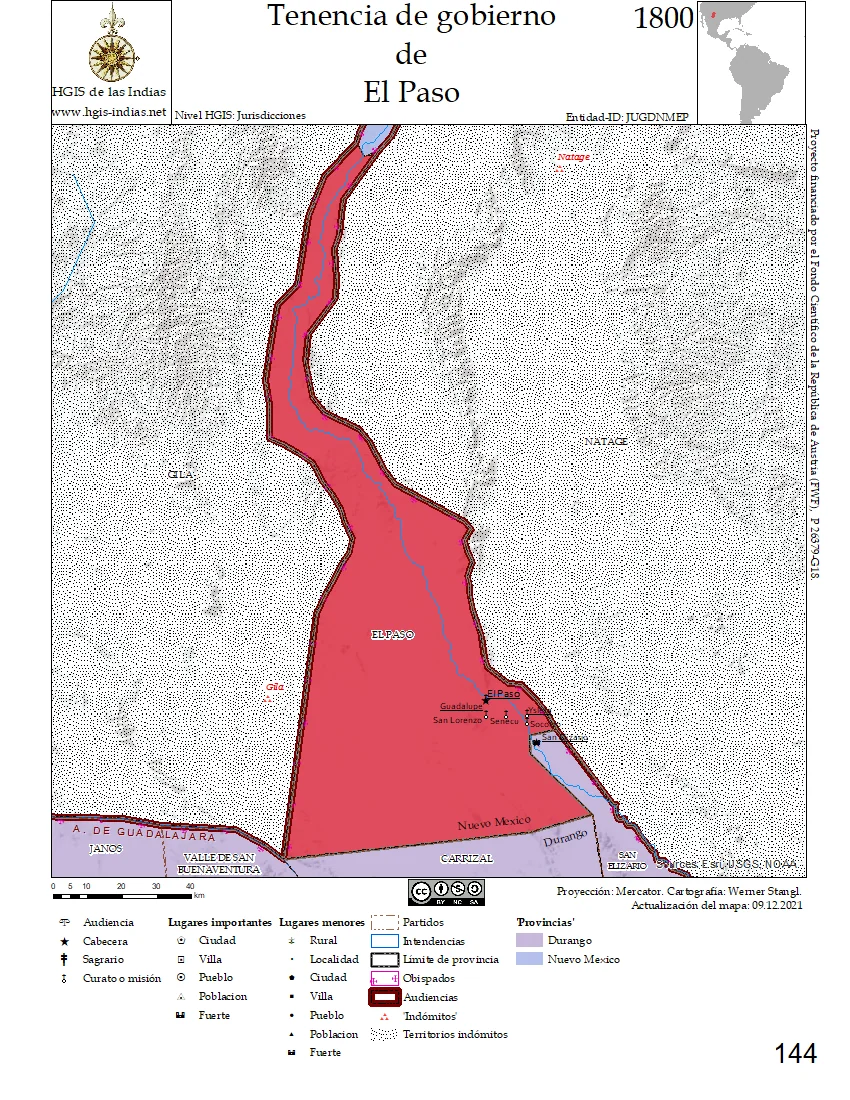 Tenencia de gobierno
de
El Paso
1800
HGIS de las Indias
www.hgis-indias.net
Nivel HGIS: Jurisdicciones
Entidad-ID: JUGDNMEP
Proyecto financiado por el Fondo Científico de la República de Austria (FWF), P 26379-G18.
Natage
NATAGE
GILA
EL PASO
Gila
El Paso
Guadalupe
San Lorenzo
Senecu
Nuevo Mexico
Durango
A. DE GUADALAJARA
JANOS
VALLE DE SAN
BUENAVENTURA
CARRIZAL
SAN
ELIZARIO
Sources: Esri, USGS, NOAA
0 5 10 20 30 40
km
CC BY NC SA
Proyección: Mercator. Cartografía: Werner Stangl.
Actualización del mapa: 09.12.2021
Audiencia
Cabecera
Sagrario
Curato o misión
Lugares importantes
Ciudad
Villa
Pueblo
Poblacion
Fuerte
Lugares menores
Rural
Localidad
Ciudad
Villa
Pueblo
Poblacion
Fuerte
Partidos
Intendencias
Límite de provincia
Obispados
Audiencias
'Indómitos'
Territorios indómitos
'Provincias'
Durango
Nuevo Mexico
144